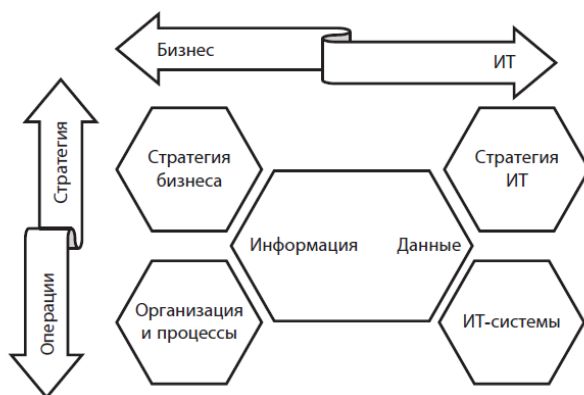 Бизнес
ИТ
Стратегия
Операции
Стратегия
бизнеса
Стратегия
ИТ
Информация
Данные
Организация
и процессы
ИТ-системы